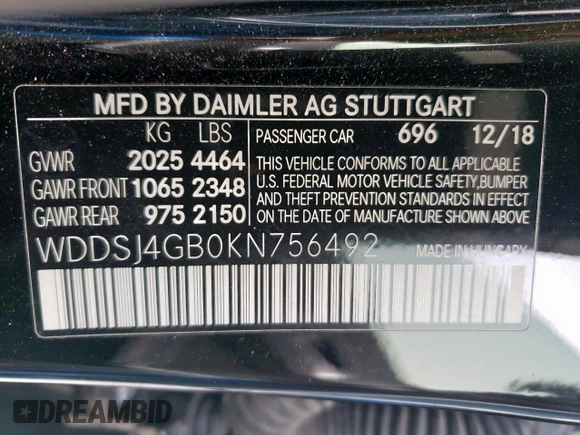 MFD BY DAIMLER AG STUTTGART
KG LBS
GVWR 2025 4464
GAWR FRONT 1065 2348
GAWR REAR 975 2150
PASSENGER CAR 696 12/18
THIS VEHICLE CONFORMS TO ALL APPLICABLE
U.S. FEDERAL MOTOR VEHICLE SAFETY,BUMPER
AND THEFT PREVENTION STANDARDS IN EFFECT
ON THE DATE OF MANUFACTURE SHOWN ABOVE.
WDDSJ4GB0KN756492 MADE IN HUNGARY
DREAMBID